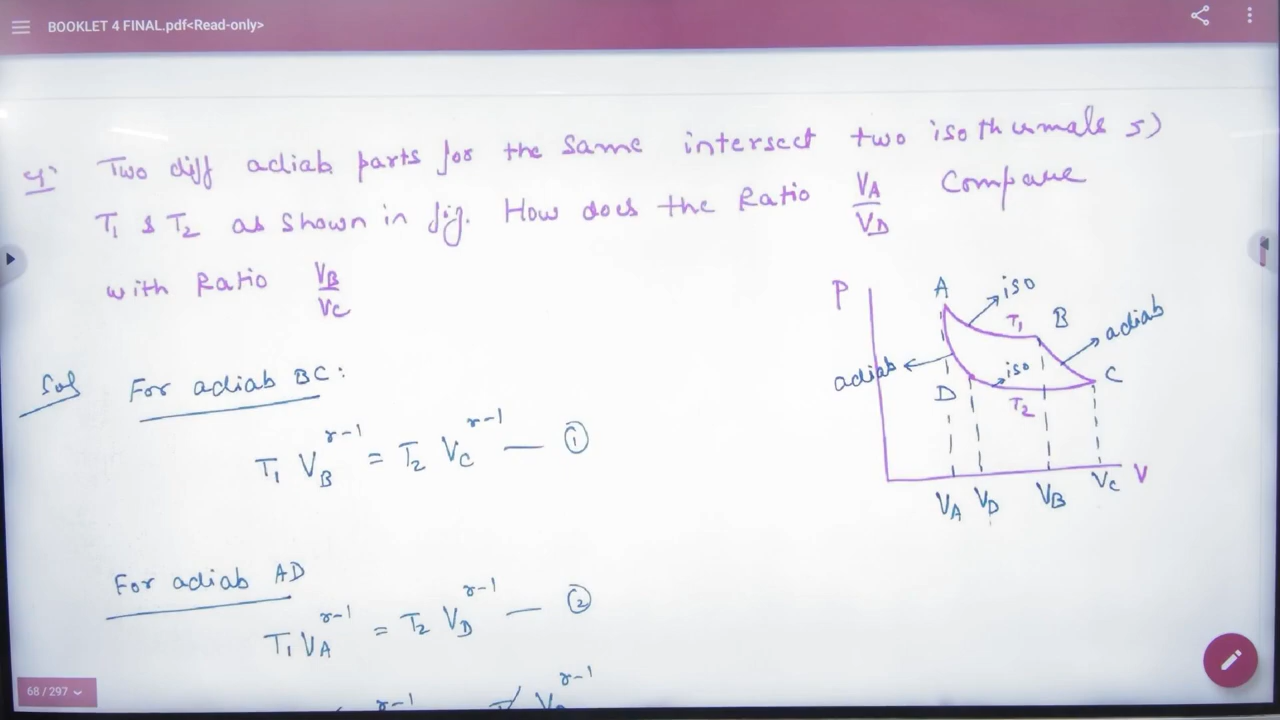 BOOKLET 4 FINAL.pdf<Read-only>
4) Two diff adiab parts for the same intersect two isothermals 5)
T₁ & T₂ as shown in fig. How does the Ratio V_A/V_D Compare
with Ratio V_B/V_C
P
A
iso
T₁
B
adiab
adiab
D
iso
T₂
C
V_A V_D V_B V_C V
Sol For adiab BC:
T₁ V_B^(γ-1) = T₂ V_C^(γ-1) — ①
For adiab AD
T₁ V_A^(γ-1) = T₂ V_D^(γ-1) — ②
γ-1 γ-1
68 / 297